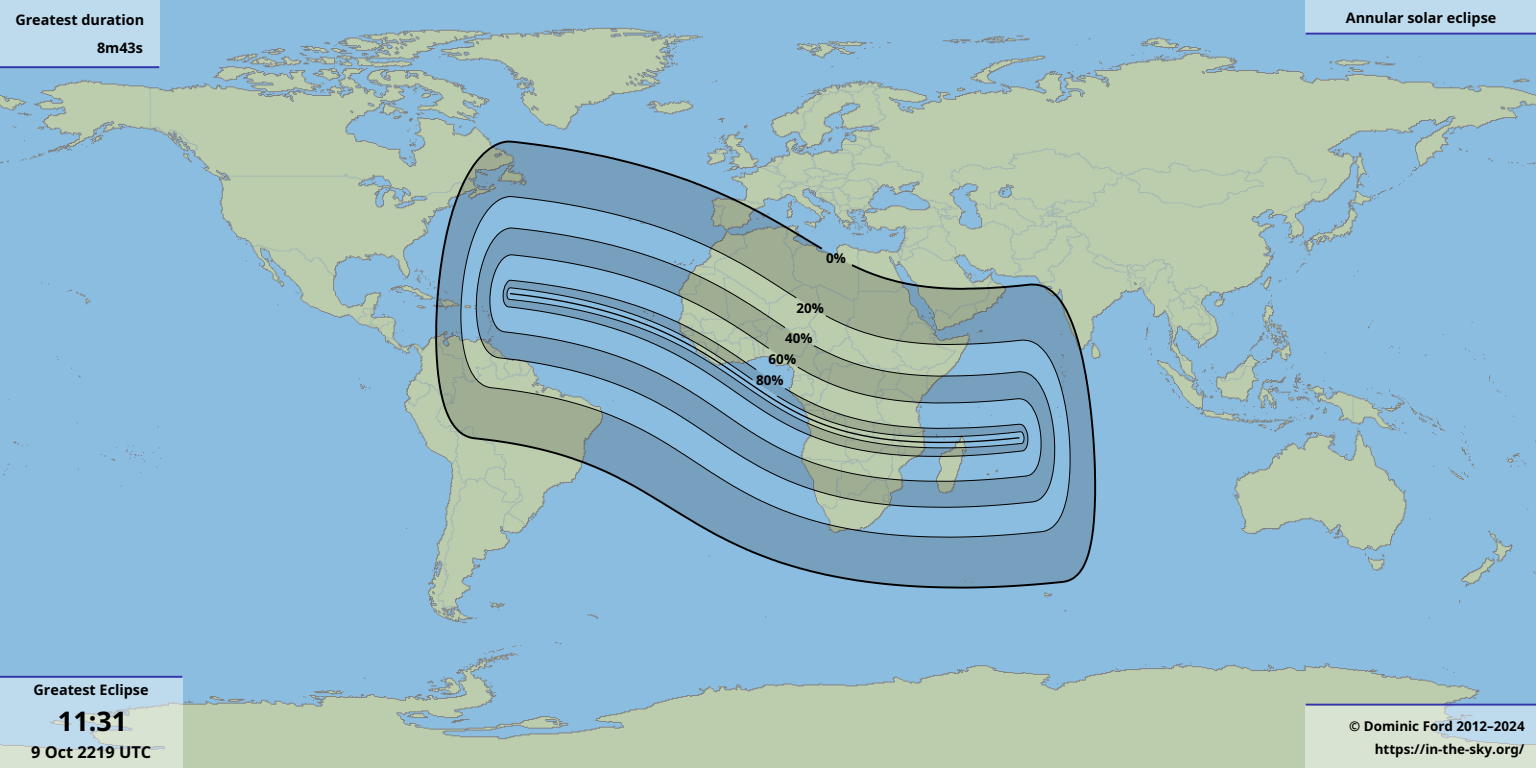 Greatest duration
8m43s
Annular solar eclipse
0%
20%
40%
60%
80%
Greatest Eclipse
11:31
9 Oct 2219 UTC
© Dominic Ford 2012–2024
https://in-the-sky.org/